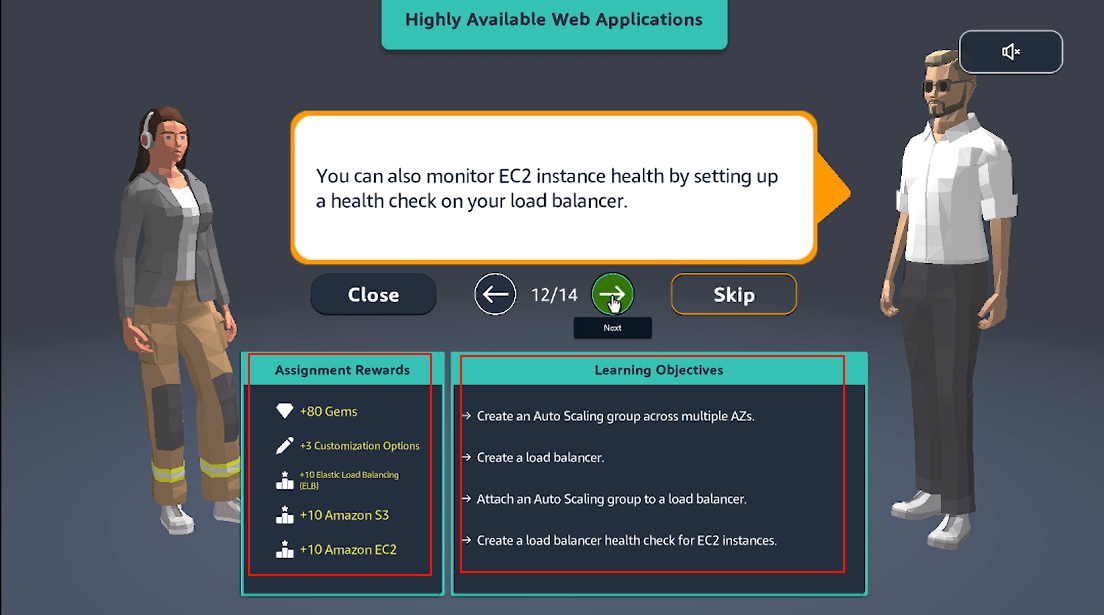 Highly Available Web Applications
You can also monitor EC2 instance health by setting up
a health check on your load balancer.
Close
12/14
Skip
Next
Assignment Rewards
+80 Gems
+3 Customization Options
+10 Elastic Load Balancing
(ELB)
+10 Amazon S3
+10 Amazon EC2
Learning Objectives
→ Create an Auto Scaling group across multiple AZs.
→ Create a load balancer.
→ Attach an Auto Scaling group to a load balancer.
→ Create a load balancer health check for EC2 instances.